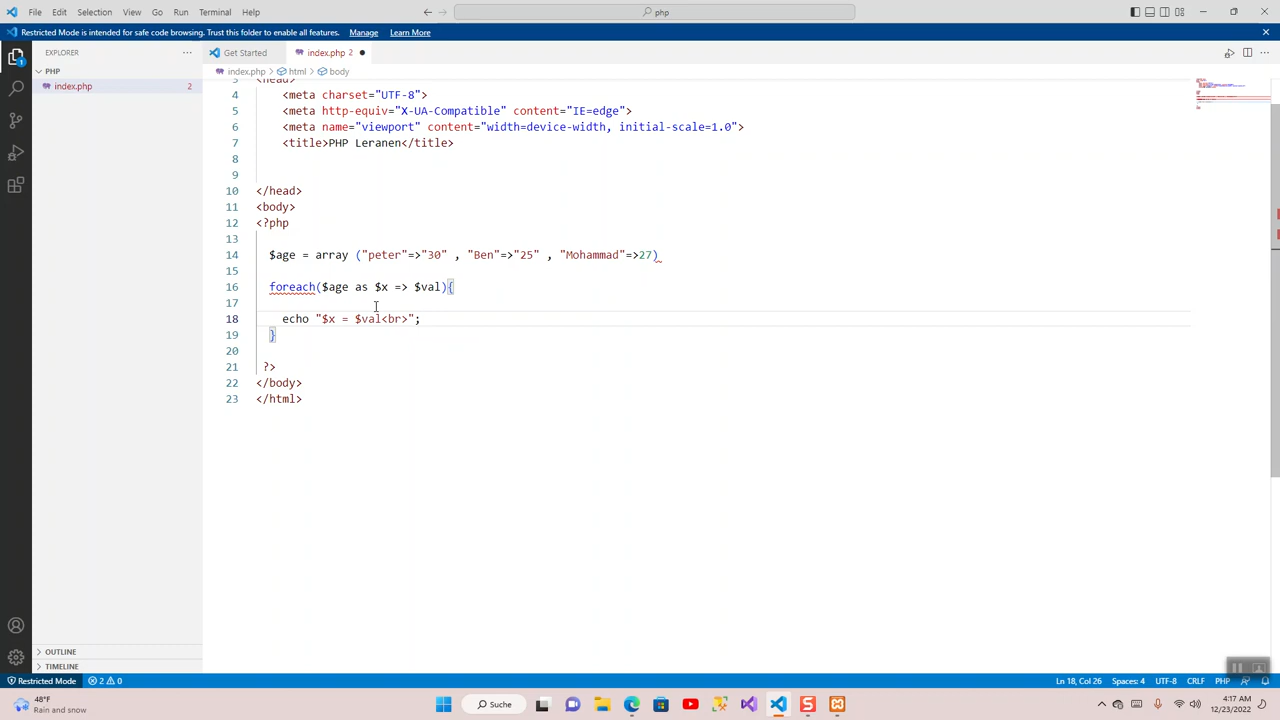 File Edit Selection View Go Run Terminal Help php
Restricted Mode is intended for safe code browsing. Trust this folder to enable all features. Manage Learn More
EXPLORER ··· Get Started index.php 2
PHP index.php > html > body
index.php 2
3 <head>
4 <meta charset="UTF-8">
5 <meta http-equiv="X-UA-Compatible" content="IE=edge">
6 <meta name="viewport" content="width=device-width, initial-scale=1.0">
7 <title>PHP Leranen</title>
8
9
10 </head>
11 <body>
12 <?php
13
14 $age = array ("peter"=>"30" , "Ben"=>"25" , "Mohammad"=>27)
15
16 foreach($age as $x => $val){
17
18 echo "$x = $val<br>";
19 }
20
21 ?>
22 </body>
23 </html>
OUTLINE
TIMELINE
Restricted Mode 2 0 Ln 18, Col 26 Spaces: 4 UTF-8 CRLF PHP
48°F
Rain and snow
Suche
4:17 AM
12/23/2022
1